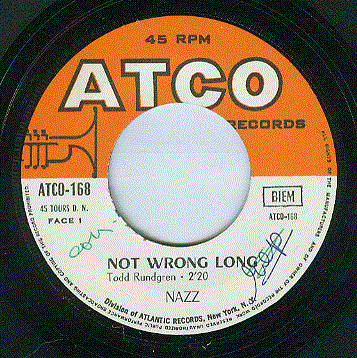 45 RPM
ATCO
RECORDS
ATCO-168
BIEM
45 TOURS D. N.
ATCO-168
FACE 1
NOT WRONG LONG
Todd Rundgren - 2'20
NAZZ
Division of ATLANTIC RECORDS, New York, N.Y.